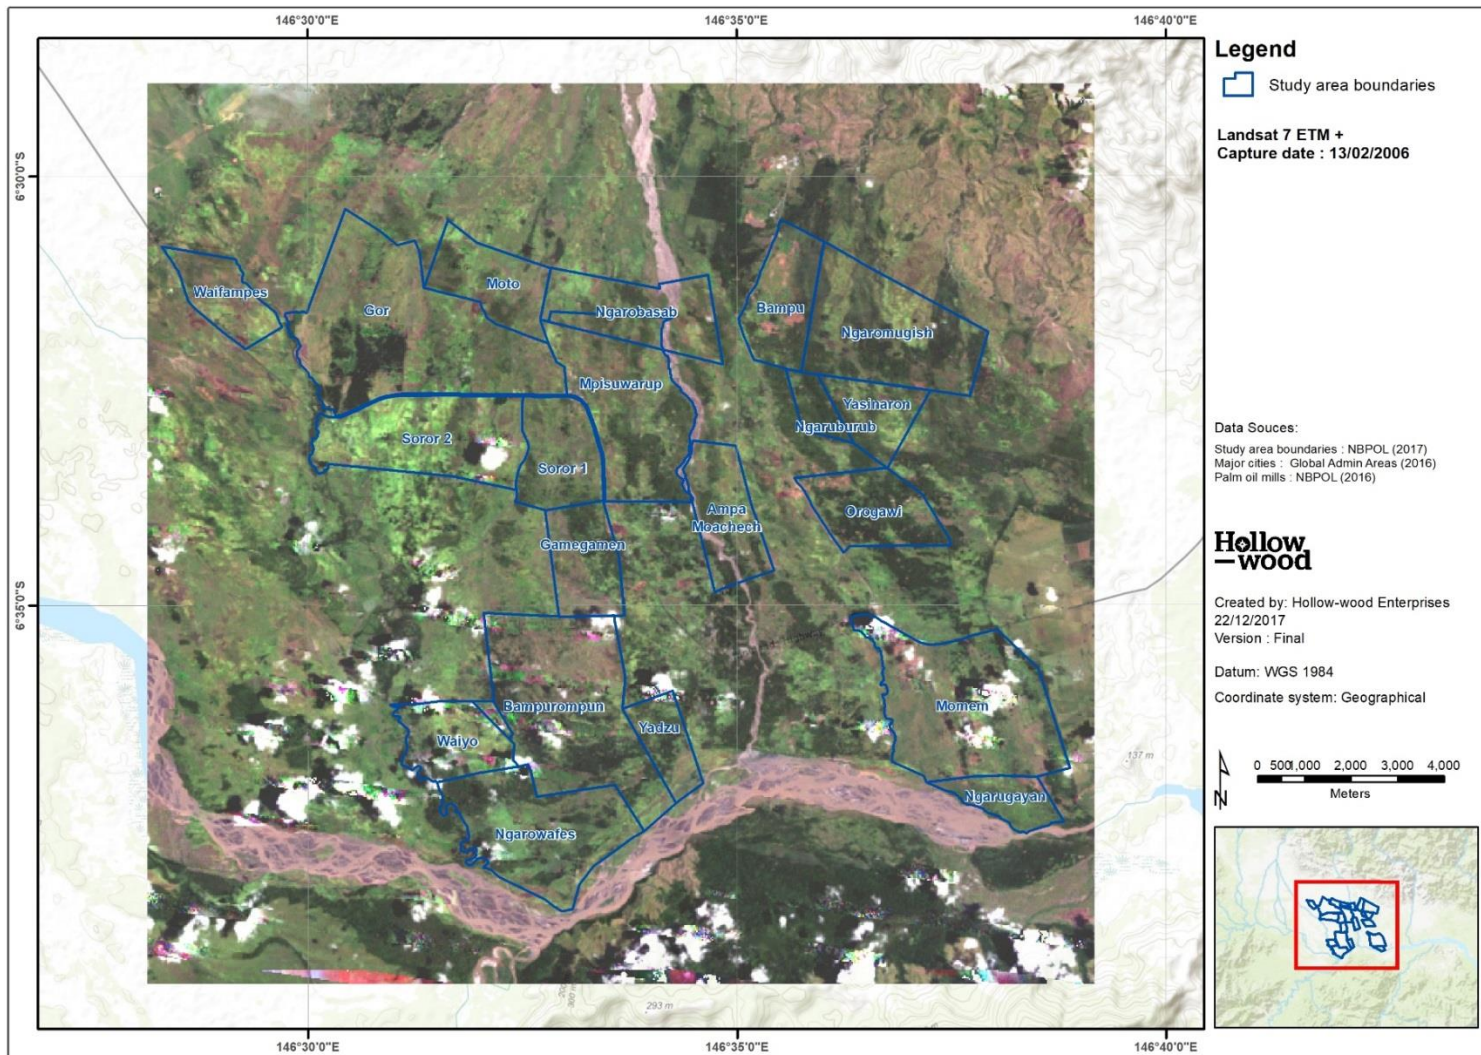 146°30'0"E
146°35'0"E
146°40'0"E
6°30'0"S
6°35'0"S
Waifampes
Gor
Moto
Ngarobasab
Bampu
Ngaromugish
Mpisuwarup
Yasinaron
Ngaruburub
Soror 2
Soror 1
Ampa
Moachech
Orogawi
Gamegamen
Bampurompun
Waiyo
Yadzu
Momem
Ngarugayan
Ngarowafes
137 m
293 m
300 m
146°30'0"E
146°35'0"E
146°40'0"E
Legend
Study area boundaries
Landsat 7 ETM +
Capture date : 13/02/2006
Data Souces:
Study area boundaries : NBPOL (2017)
Major cities : Global Admin Areas (2016)
Palm oil mills : NBPOL (2016)
Hollow
wood
Created by: Hollow-wood Enterprises
22/12/2017
Version : Final
Datum: WGS 1984
Coordinate system: Geographical
N
0 500 1,000 2,000 3,000 4,000
Meters